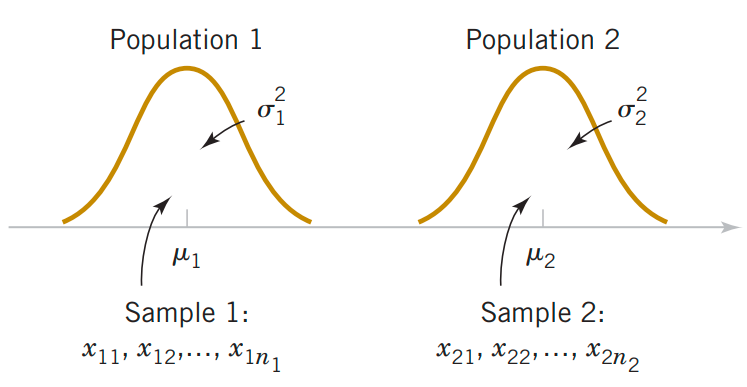 Population 1
Population 2
σ₁²
σ₂²
μ₁
μ₂
Sample 1:
x₁₁, x₁₂,..., x₁ₙ₁
Sample 2:
x₂₁, x₂₂,..., x₂ₙ₂